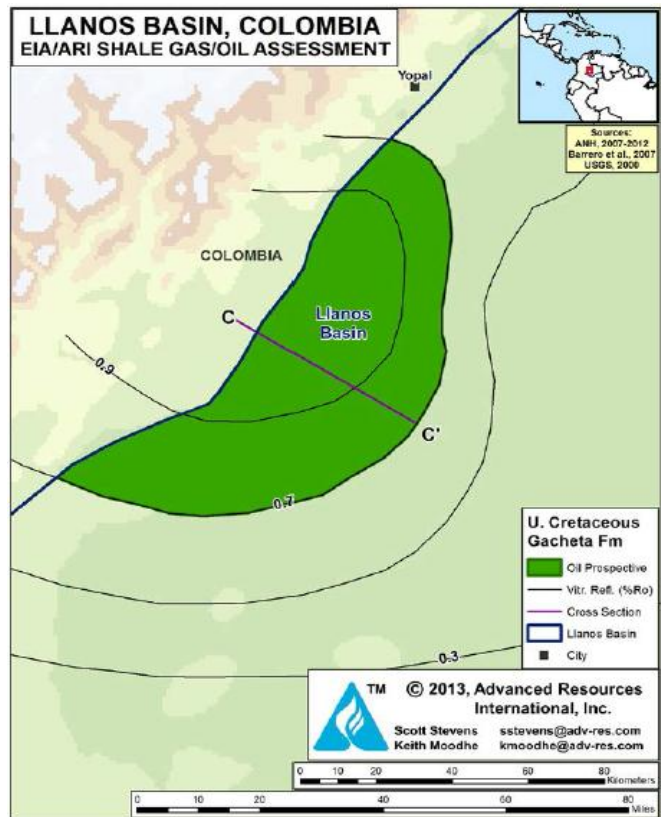 LLANOS BASIN, COLOMBIA
EIA/ARI SHALE GAS/OIL ASSESSMENT
Yopal
Sources:
ANH, 2007-2012
Barrero et al., 2007
USGS, 2000
COLOMBIA
C
Llanos
Basin
0.9
C'
0.7
U. Cretaceous
Gacheta Fm
Oil Prospective
Vitr. Refl. (%Ro)
Cross Section
Llanos Basin
City
0.3
TM
© 2013, Advanced Resources
International, Inc.
Scott Stevens sstevens@adv-res.com
Keith Moodhe kmoodhe@adv-res.com
0 10 20 40 60 80
Kilometers
0 10 20 40 60 80
Miles